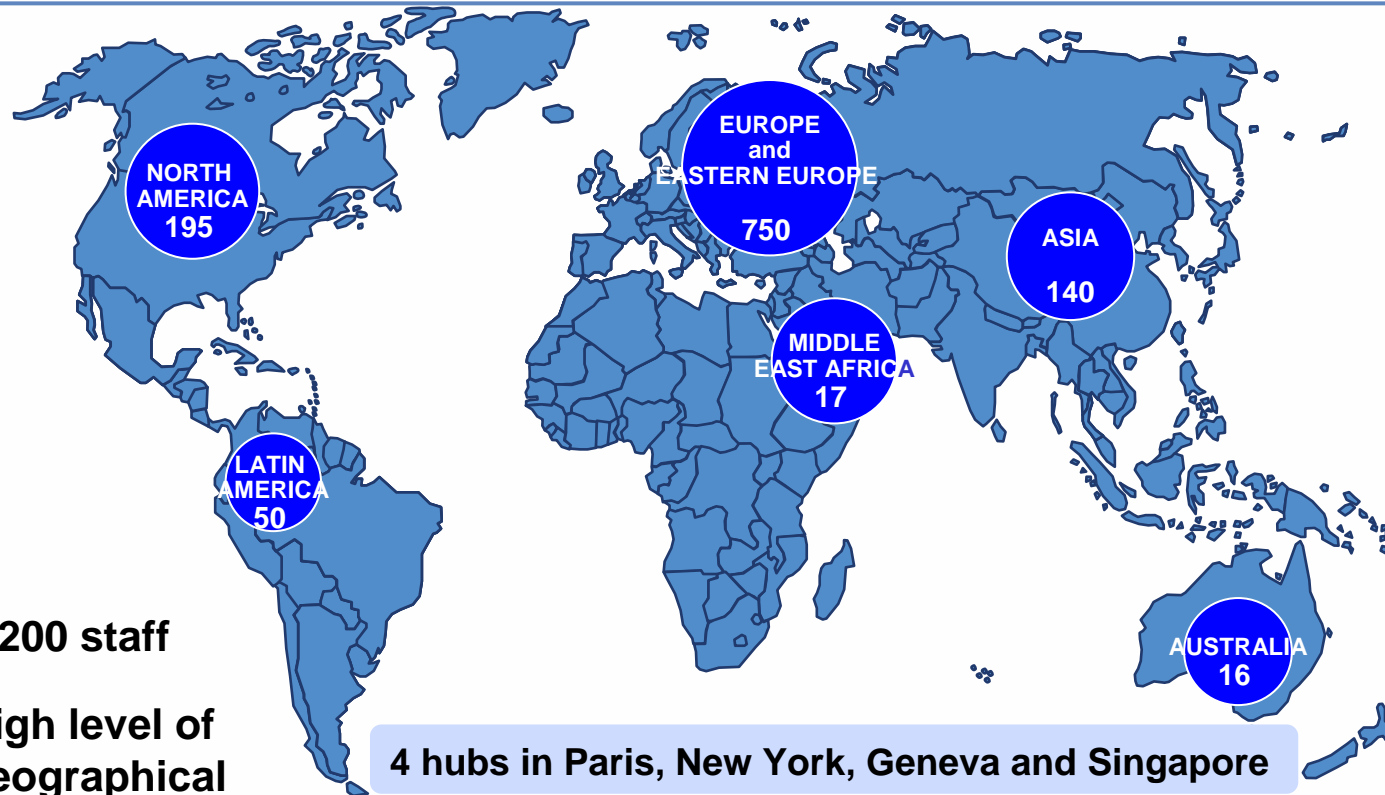 EUROPE
and
EASTERN EUROPE
750
NORTH
AMERICA
195
ASIA
140
MIDDLE
EAST AFRICA
17
LATIN
AMERICA
50
AUSTRALIA
16
200 staff
igh level of
eographical
4 hubs in Paris, New York, Geneva and Singapore